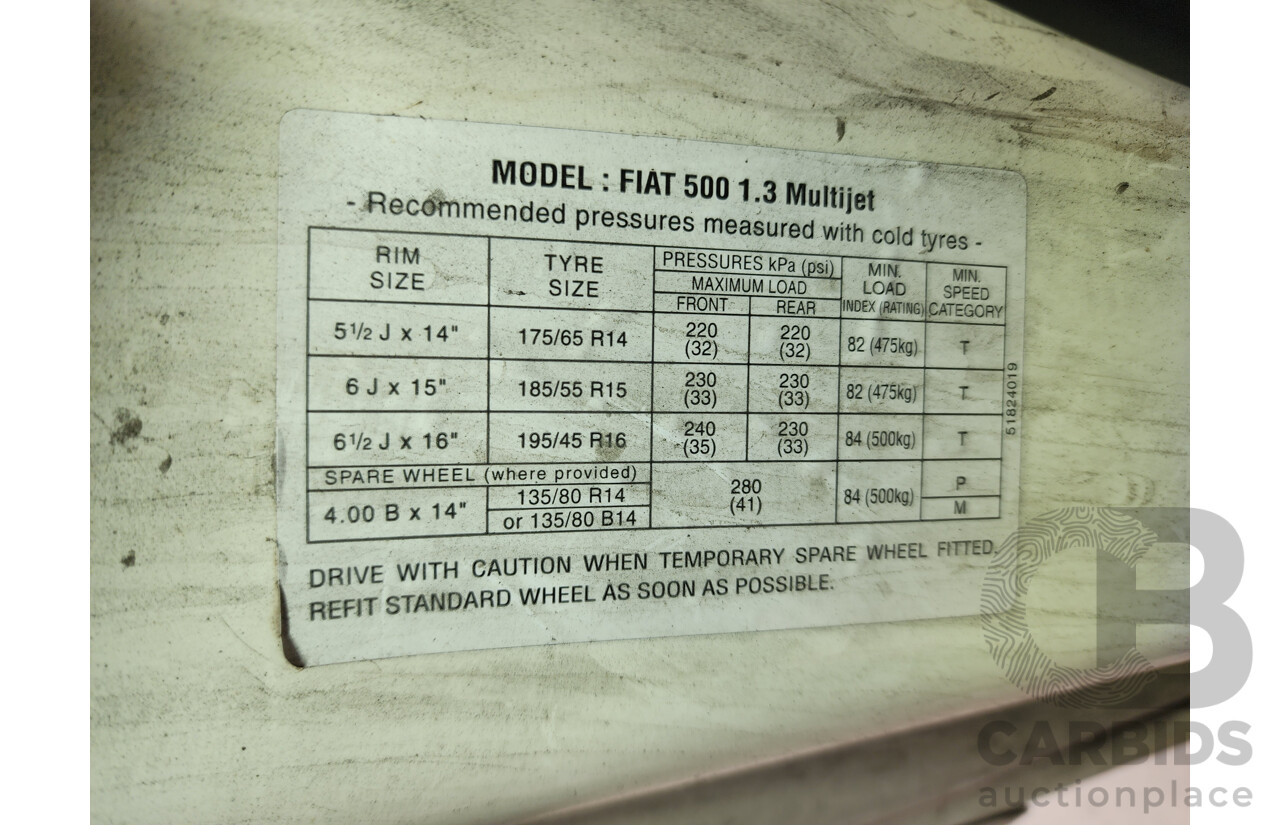 MODEL : FIAT 500 1.3 Multijet
- Recommended pressures measured with cold tyres -
RIM SIZE TYRE SIZE PRESSURES kPa (psi) MIN. LOAD INDEX (RATING) MIN. SPEED CATEGORY
MAXIMUM LOAD
FRONT REAR
5 1/2 J x 14" 175/65 R14 220 (32) 220 (32) 82 (475kg) T
6 J x 15" 185/55 R15 230 (33) 230 (33) 82 (475kg) T
6 1/2 J x 16" 195/45 R16 240 (35) 230 (33) 84 (500kg) T
SPARE WHEEL (where provided)
4.00 B x 14" 135/80 R14 280 (41) 84 (500kg) P
or 135/80 B14 M
51824019
DRIVE WITH CAUTION WHEN TEMPORARY SPARE WHEEL FITTED.
REFIT STANDARD WHEEL AS SOON AS POSSIBLE.
CB
CARBIDS
auctionplace